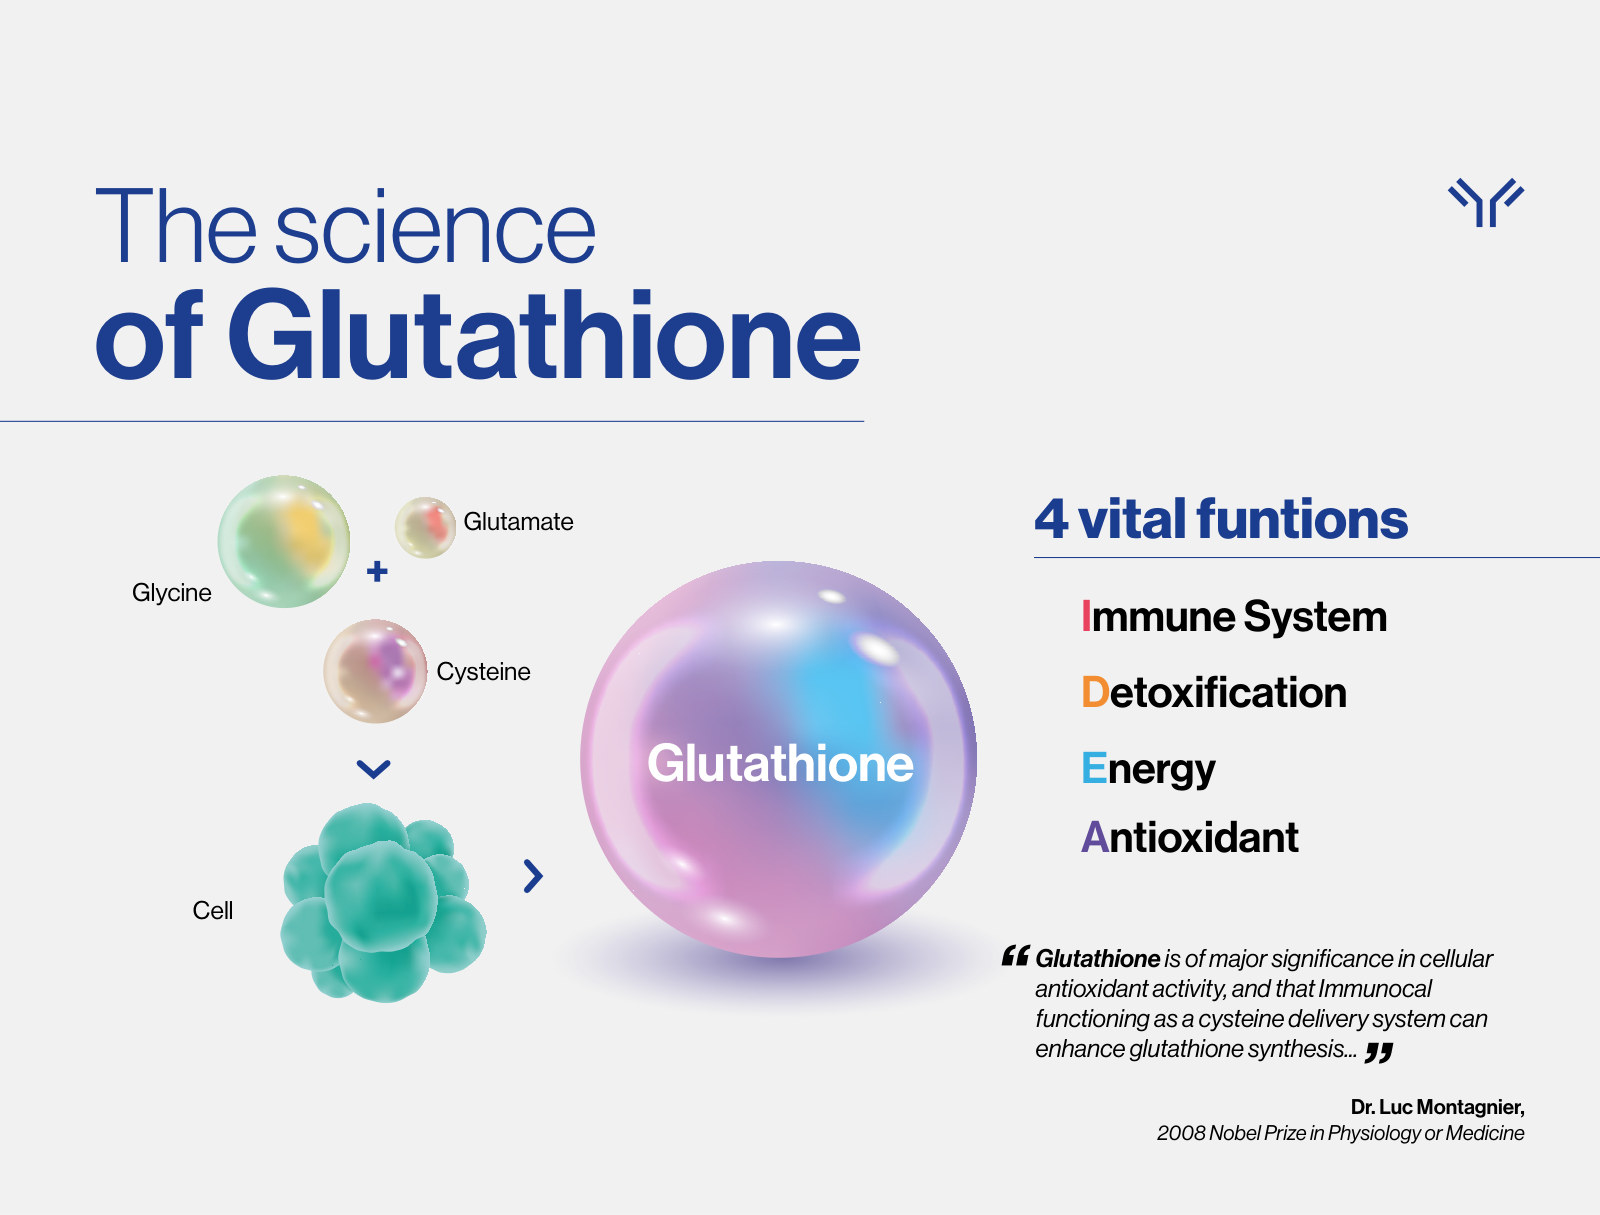 The science
of Glutathione
Glycine
+
Glutamate
Cysteine
Cell
Glutathione
4 vital funtions
Immune System
Detoxification
Energy
Antioxidant
“ Glutathione is of major significance in cellular
antioxidant activity, and that Immunocal
functioning as a cysteine delivery system can
enhance glutathione synthesis... ”
Dr. Luc Montagnier,
2008 Nobel Prize in Physiology or Medicine